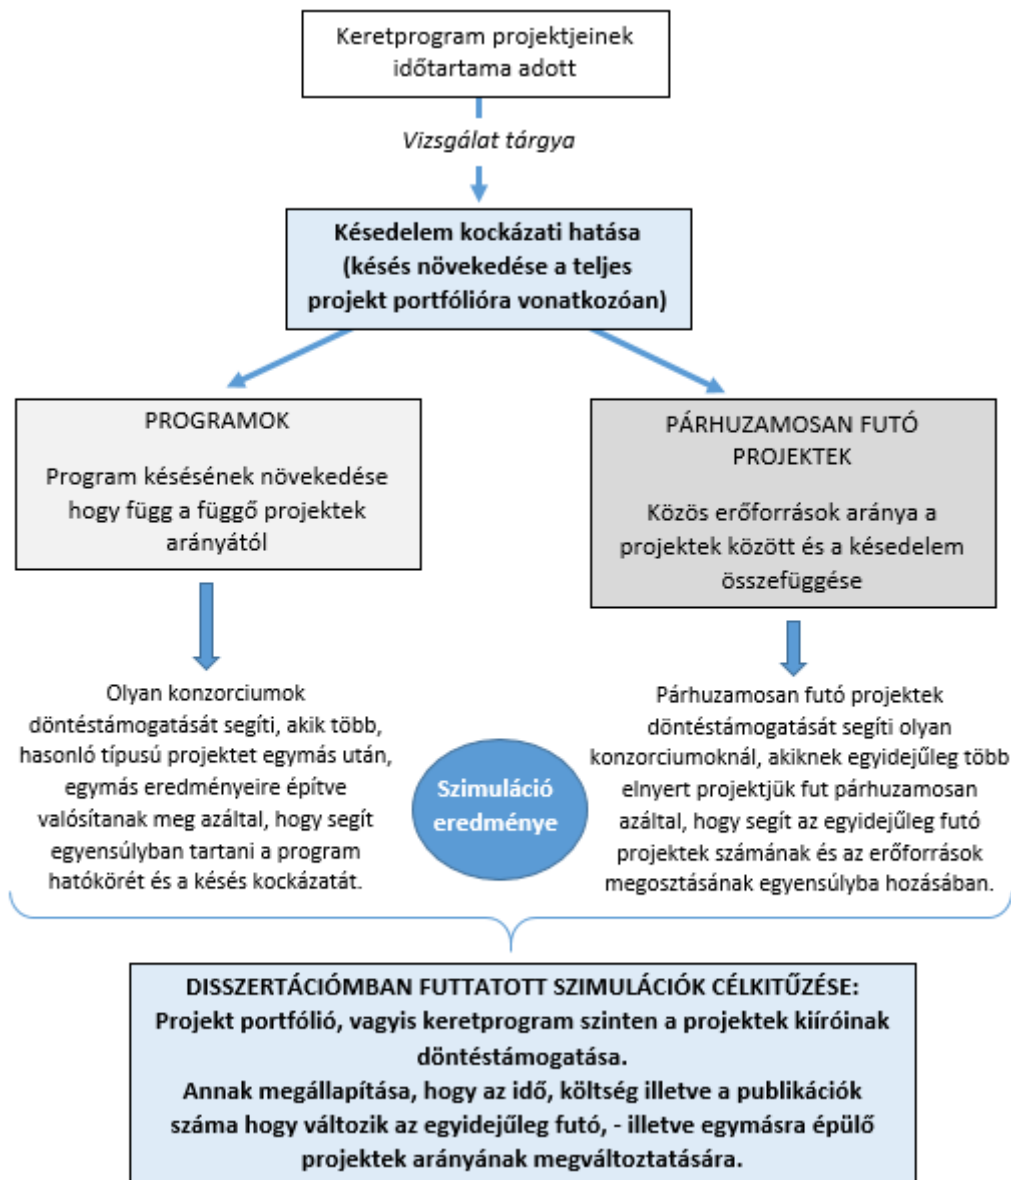 Keretprogram projektjeinek
időtartama adott
Vizsgálat tárgya
Késedelem kockázati hatása
(késés növekedése a teljes
projekt portfólióra vonatkozóan)
PROGRAMOK
Program késésének növekedése
hogy függ a függő projektek
arányától
PÁRHUZAMOSAN FUTÓ
PROJEKTEK
Közös erőforrások aránya a
projektek között és a késedelem
összefüggése
Olyan konzorciumok
döntéstámogatását segíti, akik több,
hasonló típusú projektet egymás után,
egymás eredményeire építve
valósítanak meg azáltal, hogy segít
egyensúlyban tartani a program
hatókörét és a késés kockázatát.
Szimuláció
eredménye
Párhuzamosan futó projektek
döntéstámogatását segíti olyan
konzorciumoknál, akiknek egyidejűleg több
elnyert projektjük fut párhuzamosan
azáltal, hogy segít az egyidejűleg futó
projektek számának és az erőforrások
megosztásának egyensúlyba hozásában.
DISSZERTÁCIÓMBAN FUTTATOTT SZIMULÁCIÓK CÉLKITŰZÉSE:
Projekt portfólió, vagyis keretprogram szinten a projektek kiíróinak
döntéstámogatása.
Annak megállapítása, hogy az idő, költség illetve a publikációk
száma hogy változik az egyidejűleg futó, - illetve egymásra épülő
projektek arányának megváltoztatására.